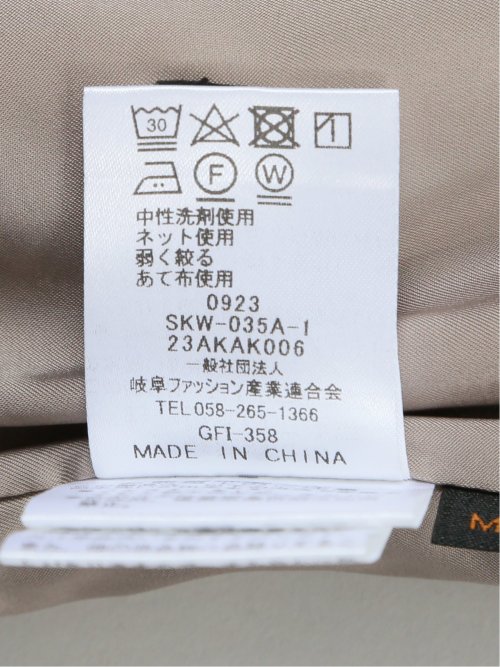 30
1
F
W
中性洗剤使用
ネット使用
弱く絞る
あて布使用
0923
SKW-035A-1
23AKAK006
一般社団法人
岐阜ファッション産業連合会
TEL058-265-1366
GFI-358
MADE IN CHINA
M